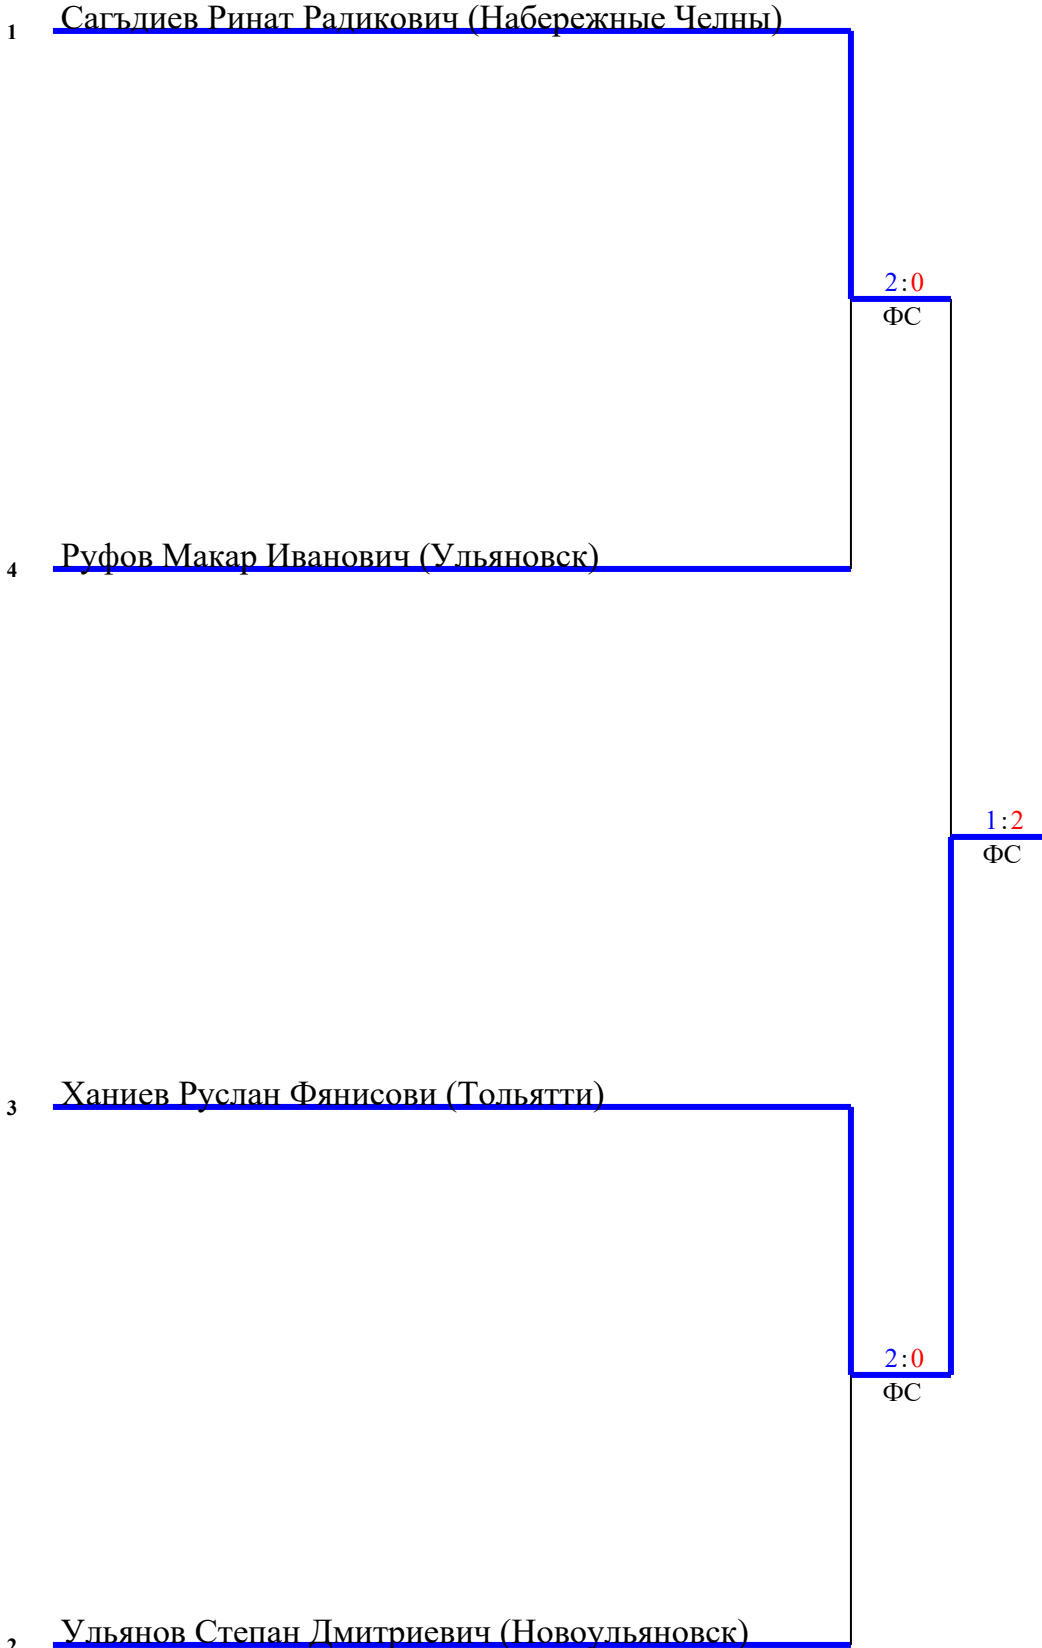 1 Сагъдиев Ринат Радикович (Набережные Челны)
2:0
ФС
4 Руфов Макар Иванович (Ульяновск)
1:2
ФС
3 Ханиев Руслан Фянисови (Тольятти)
2:0
ФС
2 Ульянов Степан Дмитриевич (Новоульяновск)